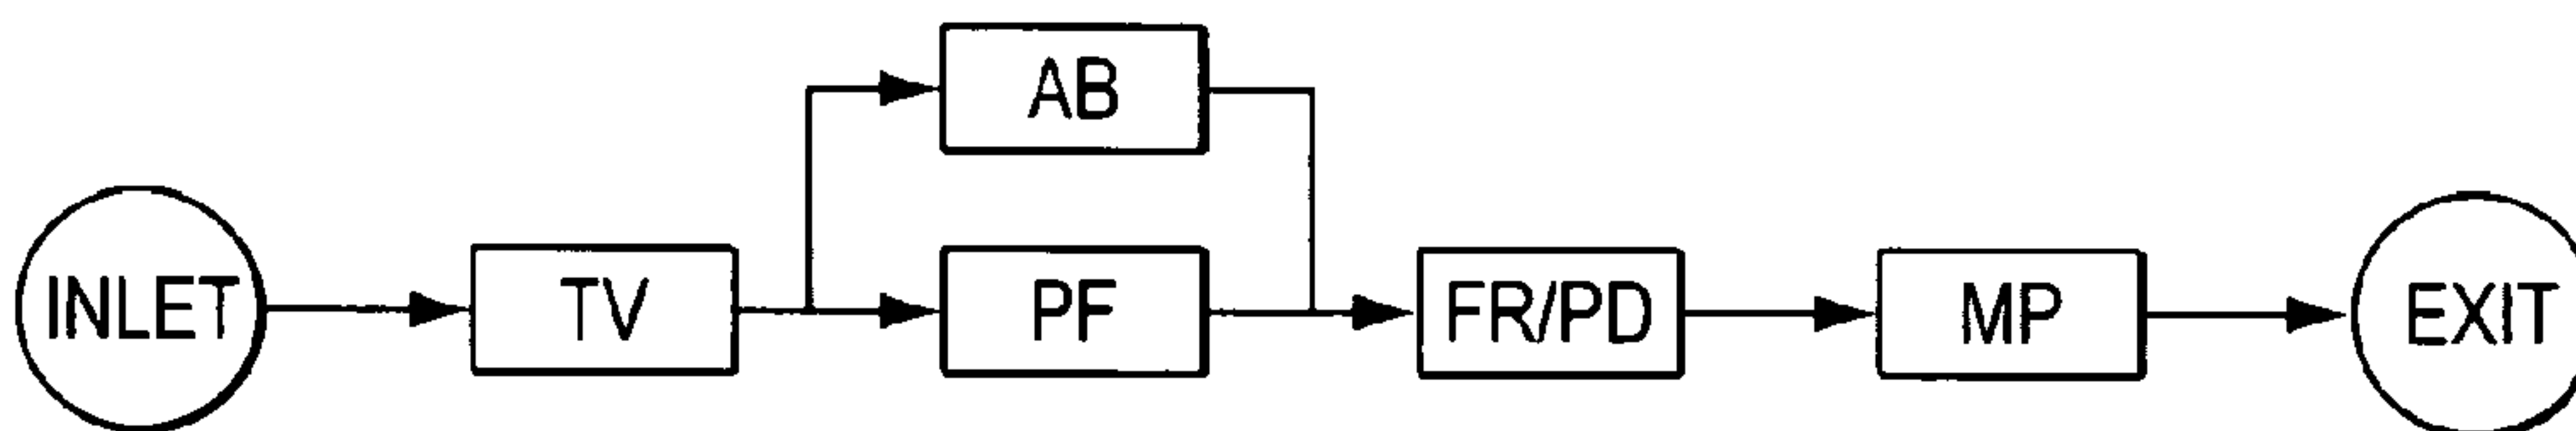 AB
INLET
TV
PF
FR/PD
MP
EXIT